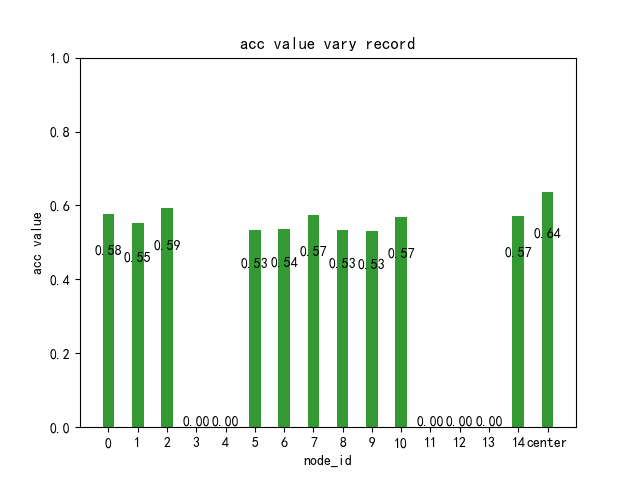 acc value vary record
1.0
0.8
0.6
0.4
0.2
0.0
acc value
0.58 0.55 0.59 0.00 0.00 0.53 0.54 0.57 0.53 0.53 0.57 0.00 0.00 0.00 0.57 0.64
0 1 2 3 4 5 6 7 8 9 10 11 12 13 14 center
node_id